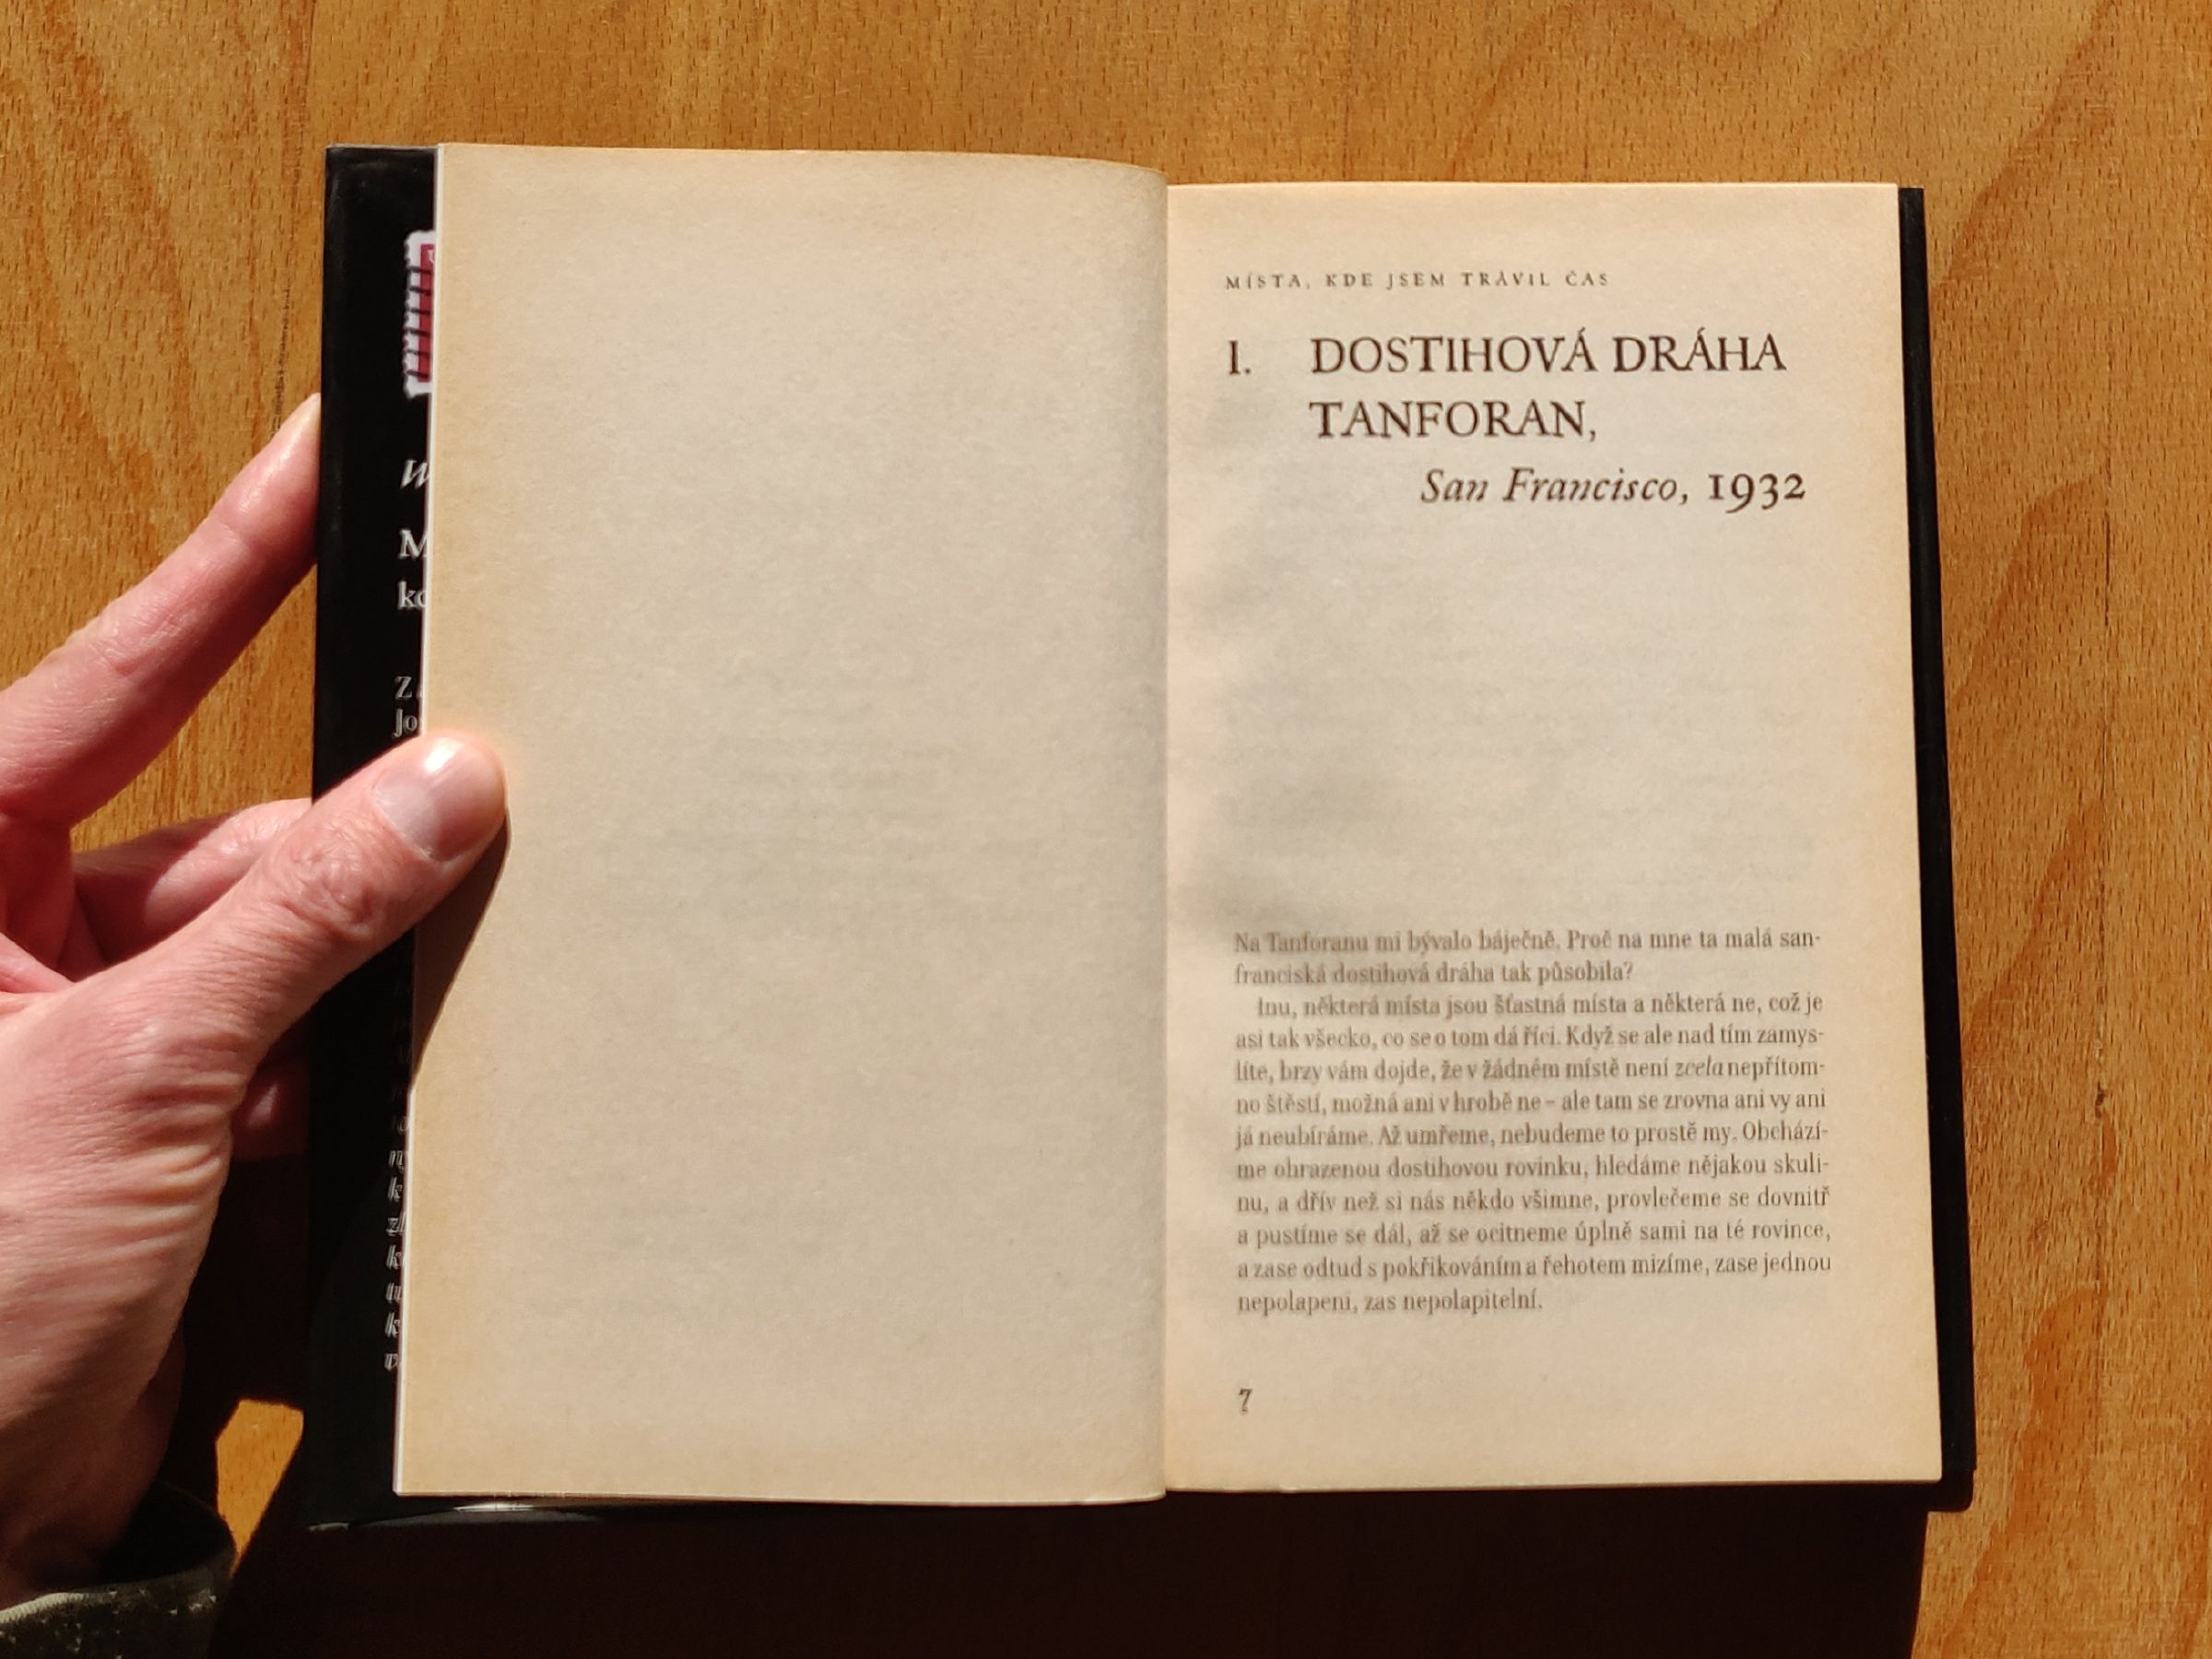 MÍSTA, KDE JSEM TRÁVIL ČAS
I. DOSTIHOVÁ DRÁHA
TANFORAN,
San Francisco, 1932
Na Tanforanu mi bývalo báječně. Proč na mne ta malá san-
franciská dostihová dráha tak působila?
Inu, některá místa jsou šťastná místa a některá ne, což je
asi tak všecko, co se o tom dá říci. Když se ale nad tím zamys-
líte, brzy vám dojde, že v žádném místě není zcela nepřítom-
no štěstí, možná ani v hrobě ne – ale tam se zrovna ani vy ani
já neubíráme. Až umřeme, nebudeme to prostě my. Obchází-
me ohrazenou dostihovou rovinku, hledáme nějakou skuli-
nu, a dřív než si nás někdo všimne, provlečeme se dovnitř
a pustíme se dál, až se ocitneme úplně sami na té rovince,
a zase odtud s pokřikováním a řehotem mizíme, zase jednou
nepolapeni, zas nepolapitelní.
7